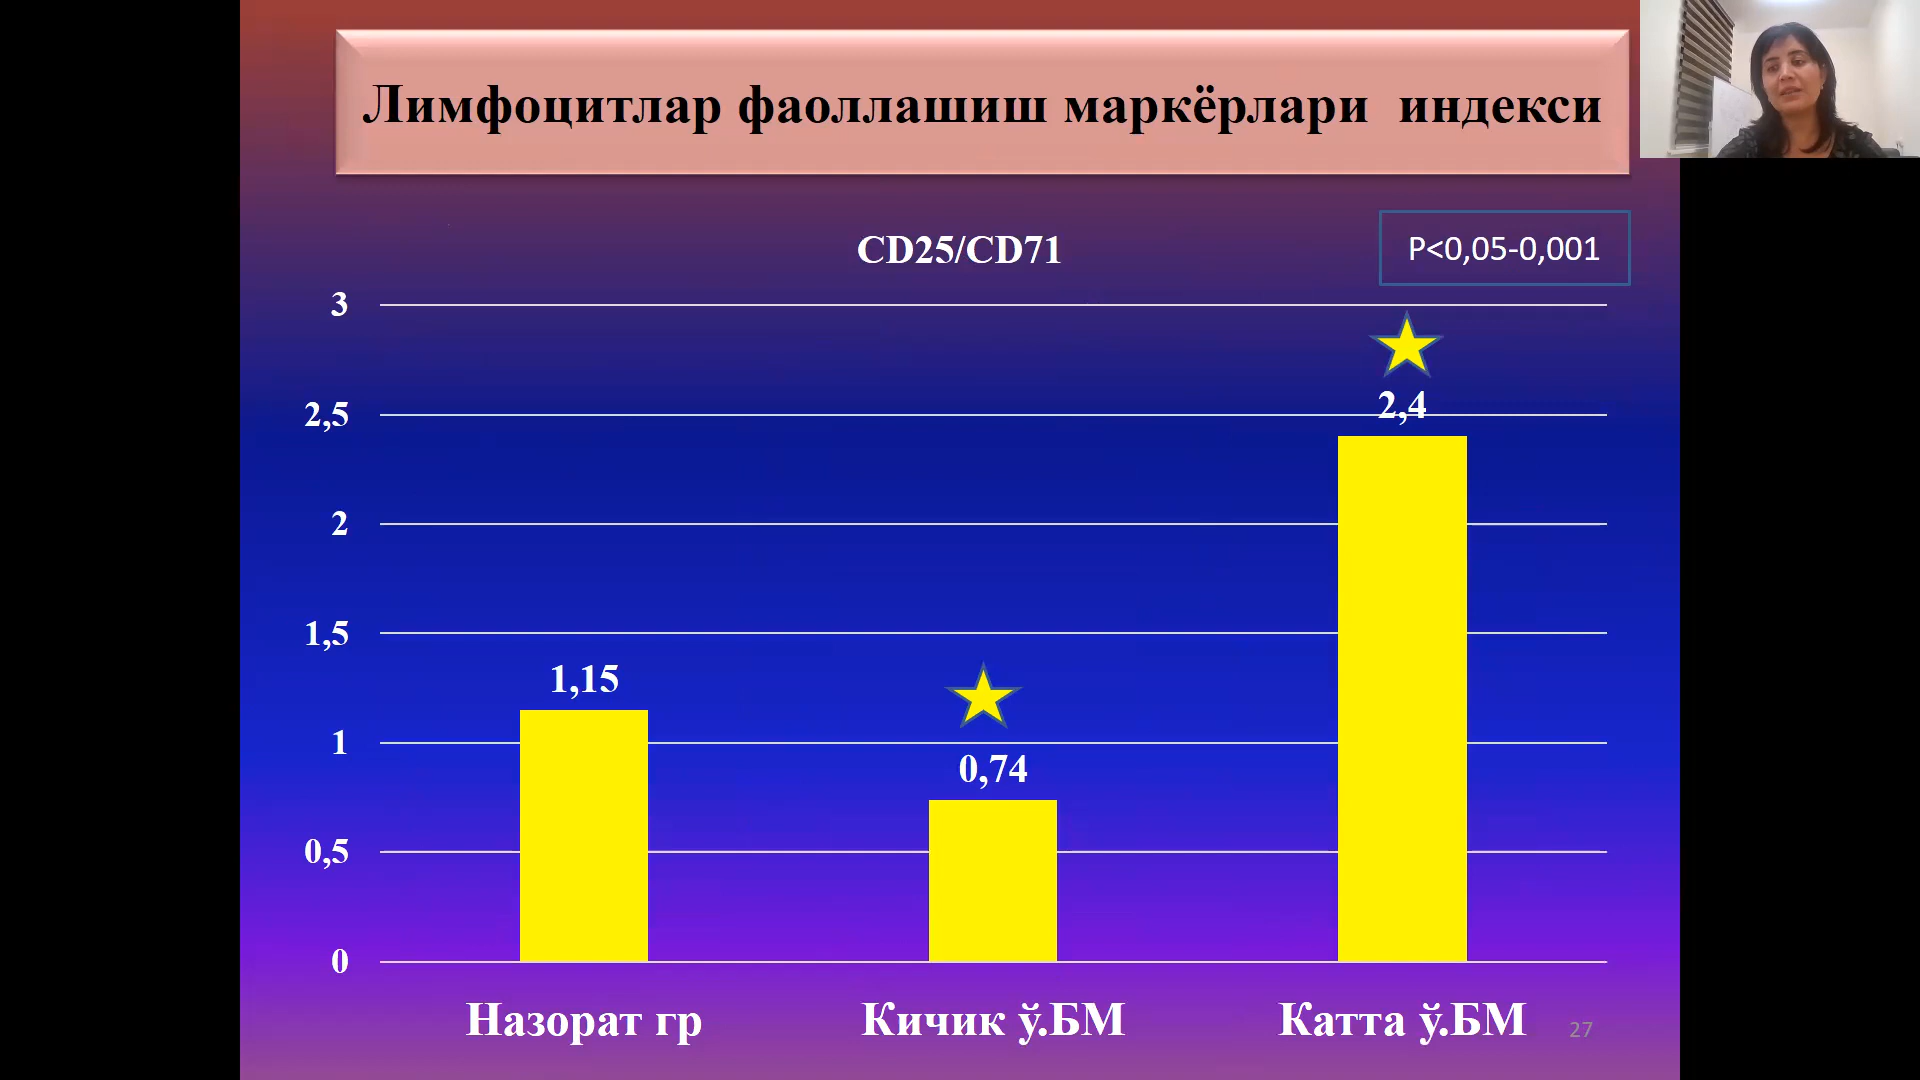 Лимфоцитлар фаоллашиш маркёрлари индекси
CD25/CD71
P<0,05-0,001
3
2,5
2
1,5
1
0,5
0
1,15
0,74
2,4
Назорат гр
Кичик ў.БМ
Катта ў.БМ
27